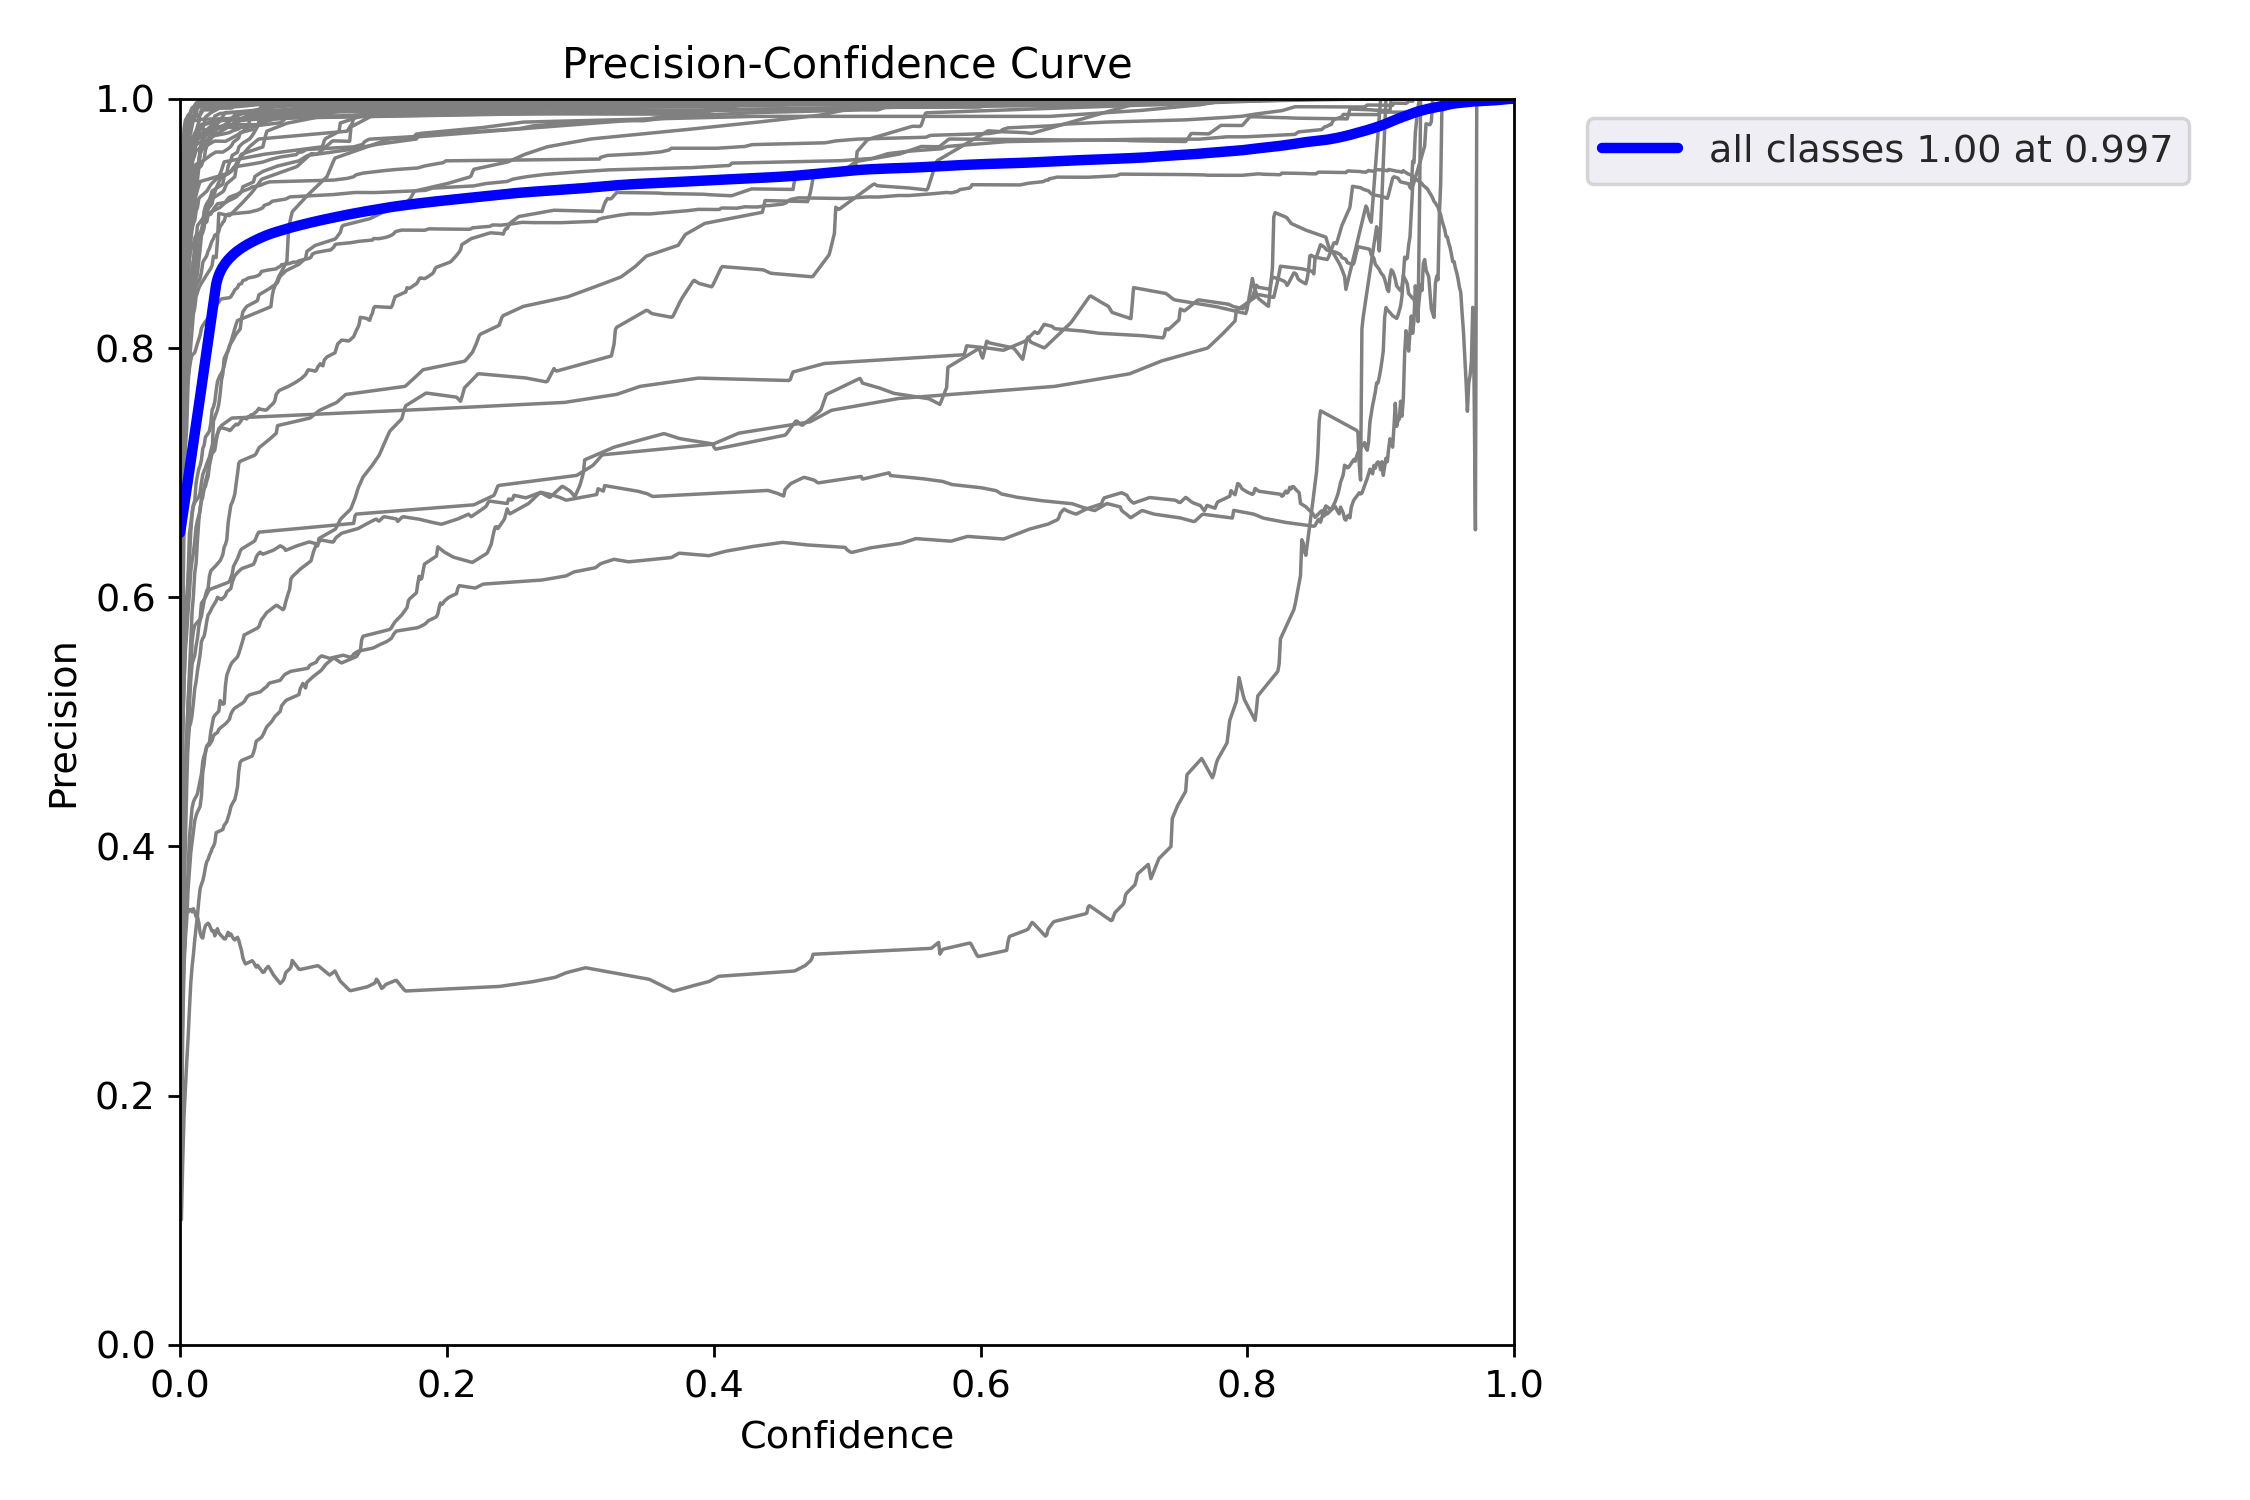 Precision-Confidence Curve
1.0
0.8
0.6
0.4
0.2
0.0
Precision
0.0 0.2 0.4 0.6 0.8 1.0
Confidence
all classes 1.00 at 0.997